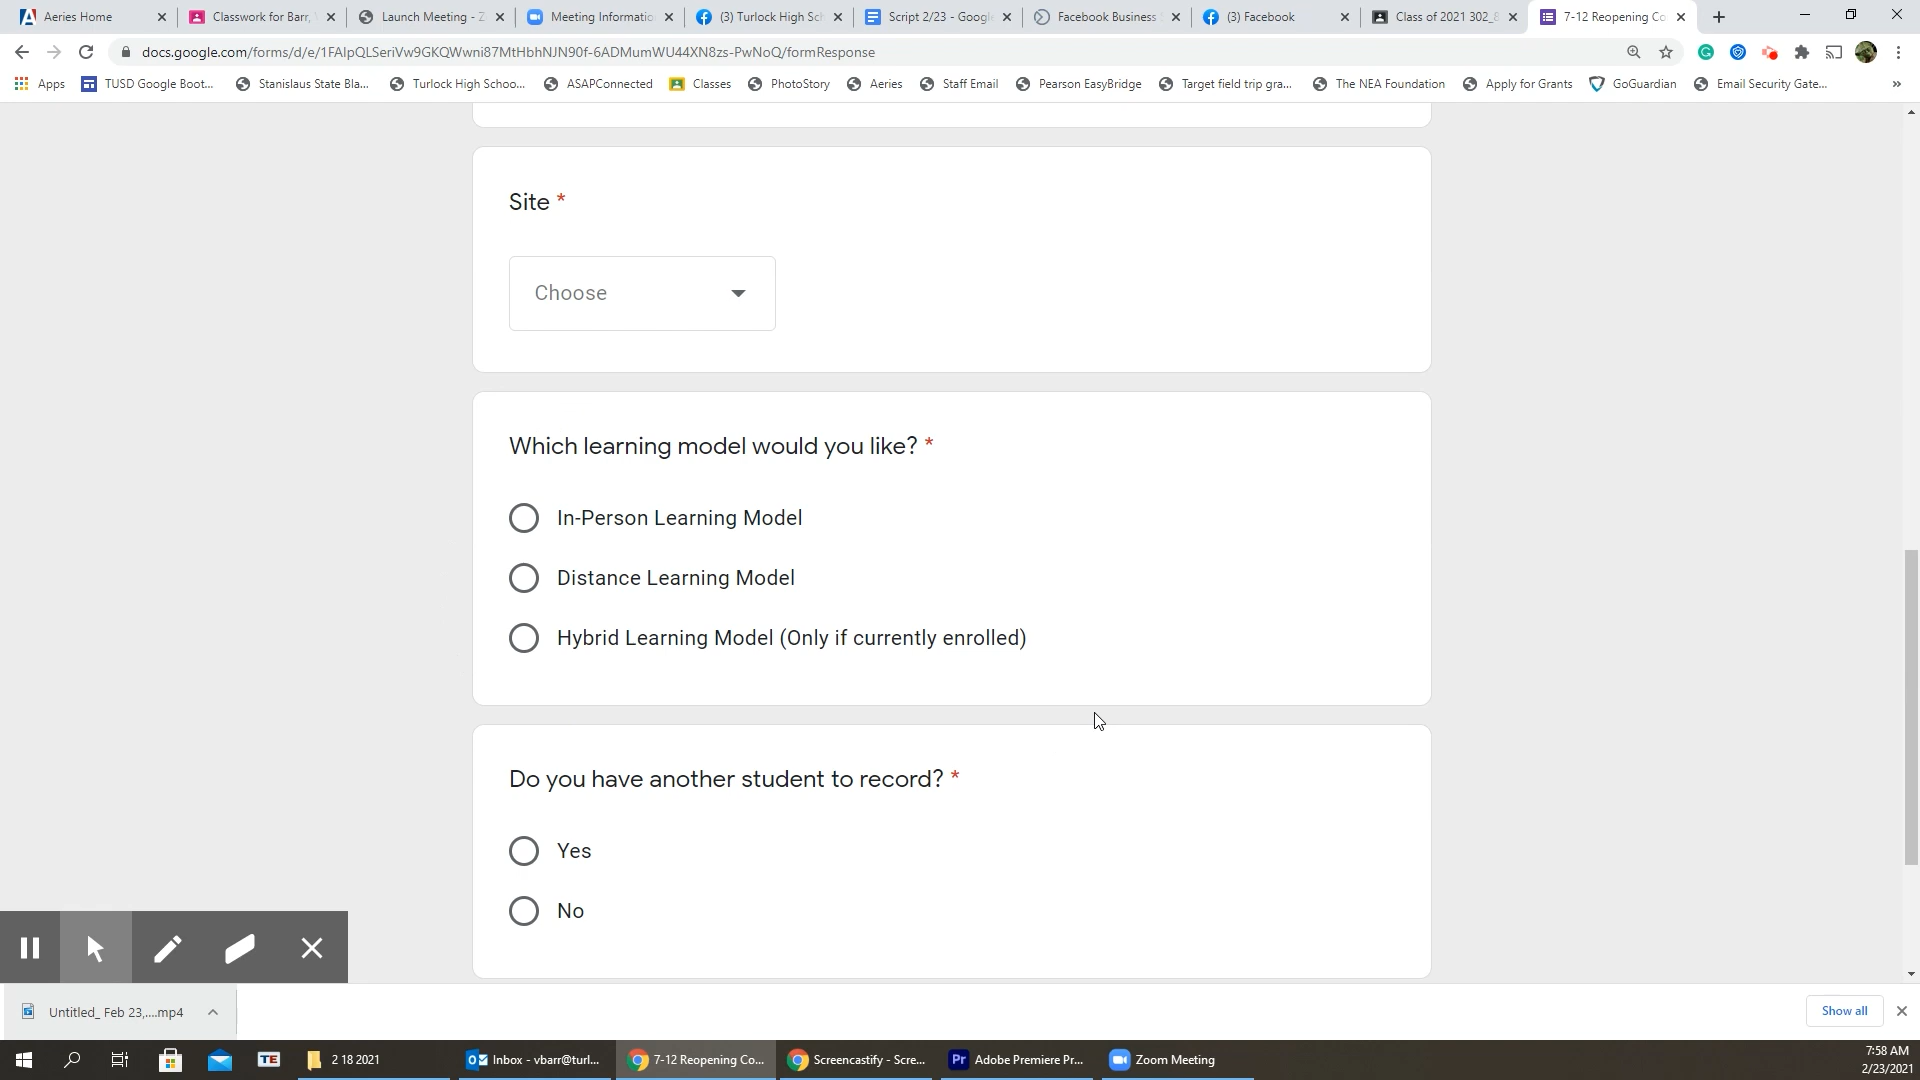 Aeries Home
Classwork for Barr,
Launch Meeting - Z
Meeting Informatio
(3) Turlock High Sc
Script 2/23 - Google
Facebook Business
(3) Facebook
Class of 2021 302_8
7-12 Reopening Co
docs.google.com/forms/d/e/1FAIpQLSeriVw9GKQWwni87MtHbhNJN90f-6ADMumWU44XN8zs-PwNoQ/formResponse
Apps
TUSD Google Boot...
Stanislaus State Bla...
Turlock High Schoo...
ASAPConnected
Classes
PhotoStory
Aeries
Staff Email
Pearson EasyBridge
Target field trip gra...
The NEA Foundation
Apply for Grants
GoGuardian
Email Security Gate...
»
Site *
Choose
Which learning model would you like? *
In-Person Learning Model
Distance Learning Model
Hybrid Learning Model (Only if currently enrolled)
Do you have another student to record? *
Yes
No
Untitled_ Feb 23,....mp4
Show all
TE
2 18 2021
Inbox - vbarr@turl...
7-12 Reopening Co...
Screencastify - Scre...
Pr
Adobe Premiere Pr...
Zoom Meeting
7:58 AM
2/23/2021